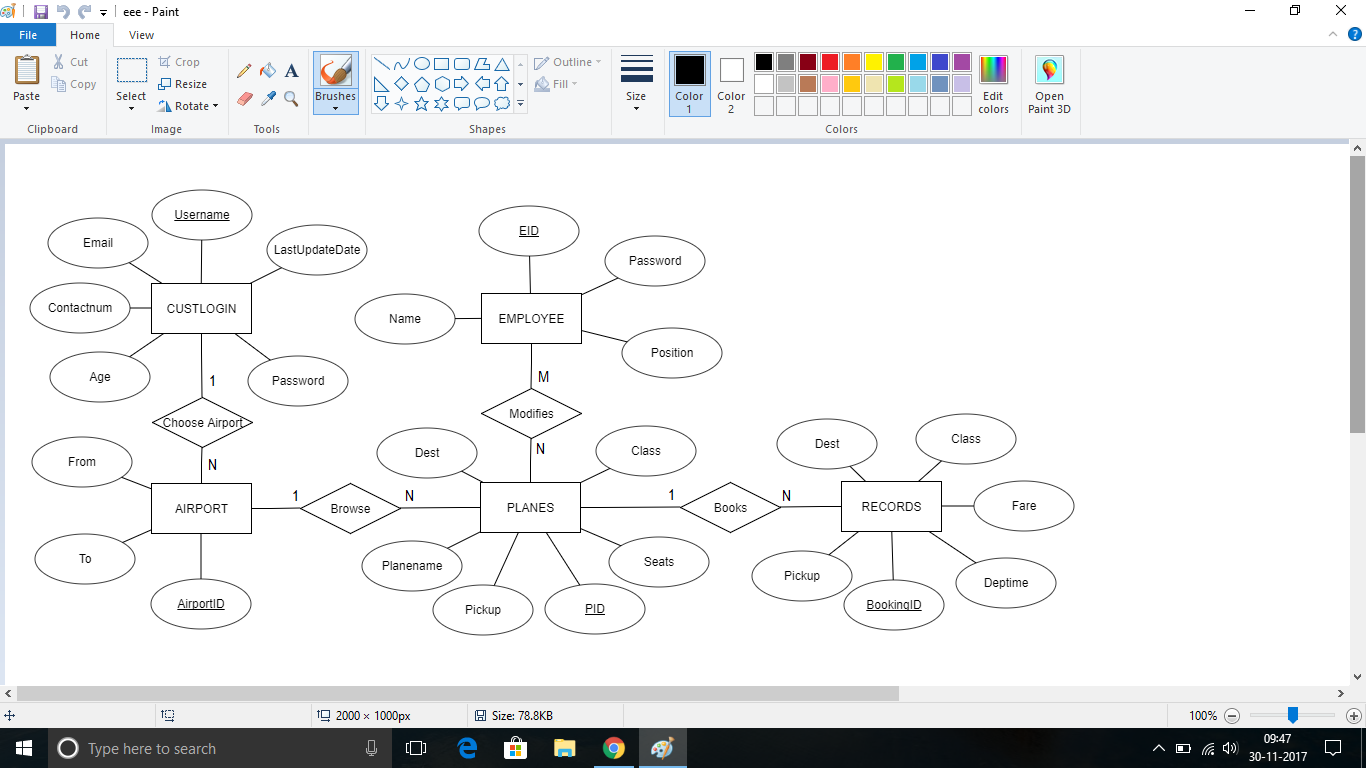 eee - Paint
File
Home
View
Paste
Cut
Copy
Clipboard
Select
Crop
Resize
Rotate
Image
A
Tools
Brushes
Shapes
Outline
Fill
Size
Color
1
Color
2
Colors
Edit
colors
Open
Paint 3D
Username
Email
LastUpdateDate
Contactnum
CUSTLOGIN
Age
Password
1
Choose Airport
N
From
AIRPORT
To
AirportID
1
Browse
N
EID
Password
Name
EMPLOYEE
Position
M
Modifies
N
Dest
Class
PLANES
Planename
Seats
Pickup
PID
1
Books
N
Dest
Class
RECORDS
Fare
Pickup
Deptime
BookingID
2000 × 1000px
Size: 78.8KB
100%
Type here to search
09:47
30-11-2017